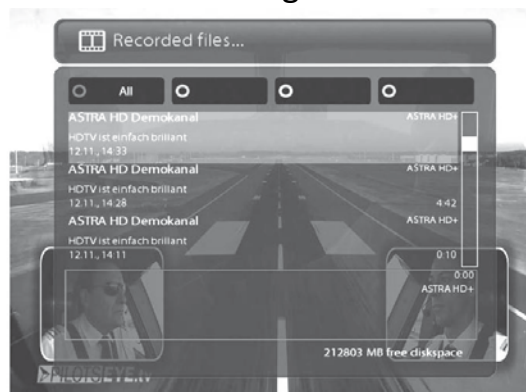 Recorded files...
All
ASTRA HD Demokanal ASTRA HD+
HDTV ist einfach brillant
12.11., 14:33
ASTRA HD Demokanal ASTRA HD+
HDTV ist einfach brillant
12.11., 14:28 4:42
ASTRA HD Demokanal ASTRA HD+
HDTV ist einfach brillant
12.11., 14:11 0:10
0:00
ASTRA HD+
212803 MB free diskspace
PILOTSEYE.tv